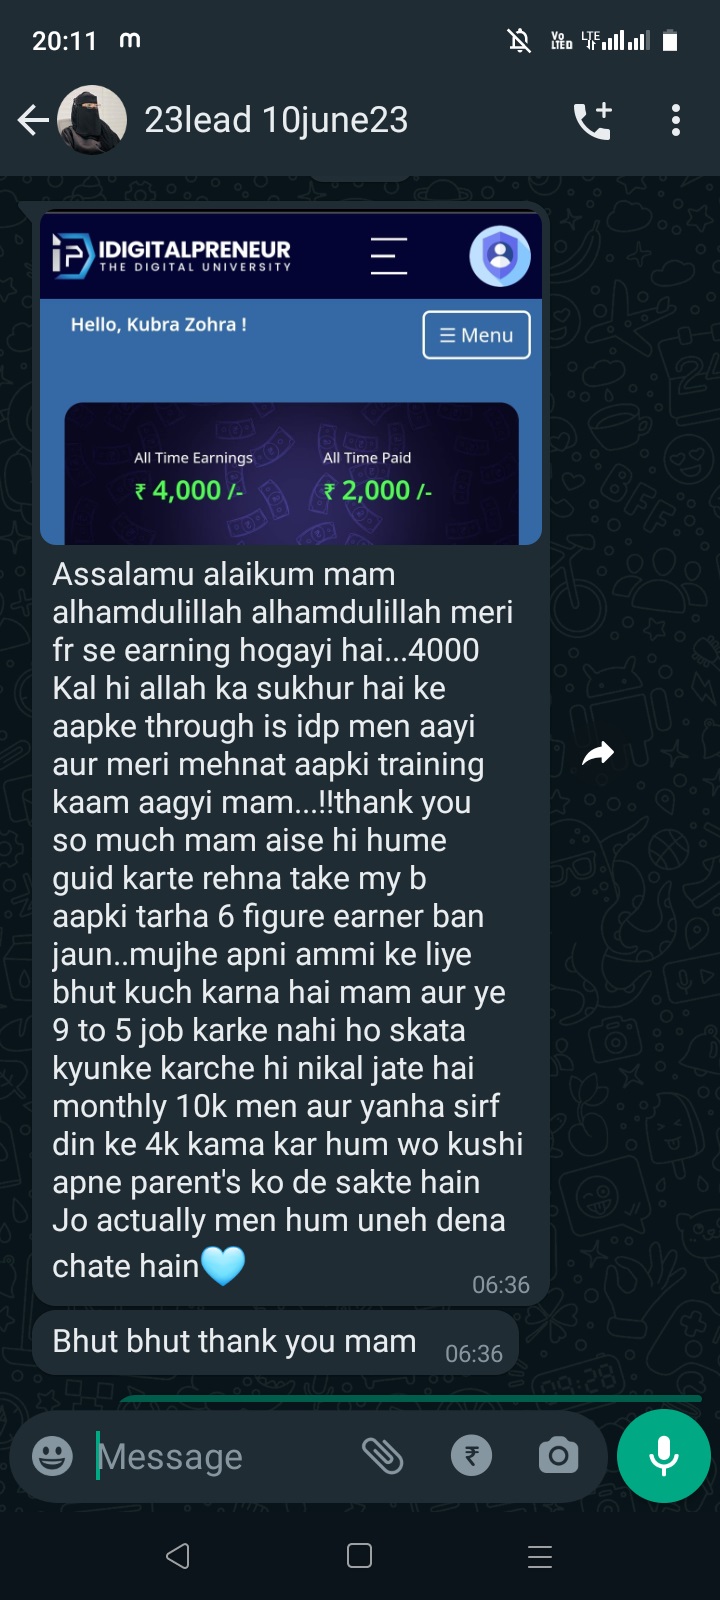 20:11 m
Vo LTED LTE
23lead 10june23
IDIGITALPRENEUR
THE DIGITAL UNIVERSITY
Hello, Kubra Zohra !
☰ Menu
All Time Earnings All Time Paid
₹ 4,000 /- ₹ 2,000 /-
Assalamu alaikum mam
alhamdulillah alhamdulillah meri
fr se earning hogayi hai...4000
Kal hi allah ka sukhur hai ke
aapke through is idp men aayi
aur meri mehnat aapki training
kaam aagyi mam...!!thank you
so much mam aise hi hume
guid karte rehna take my b
aapki tarha 6 figure earner ban
jaun..mujhe apni ammi ke liye
bhut kuch karna hai mam aur ye
9 to 5 job karke nahi ho skata
kyunke karche hi nikal jate hai
monthly 10k men aur yanha sirf
din ke 4k kama kar hum wo kushi
apne parent's ko de sakte hain
Jo actually men hum uneh dena
chate hain🩵
06:36
Bhut bhut thank you mam 06:36
Message ₹